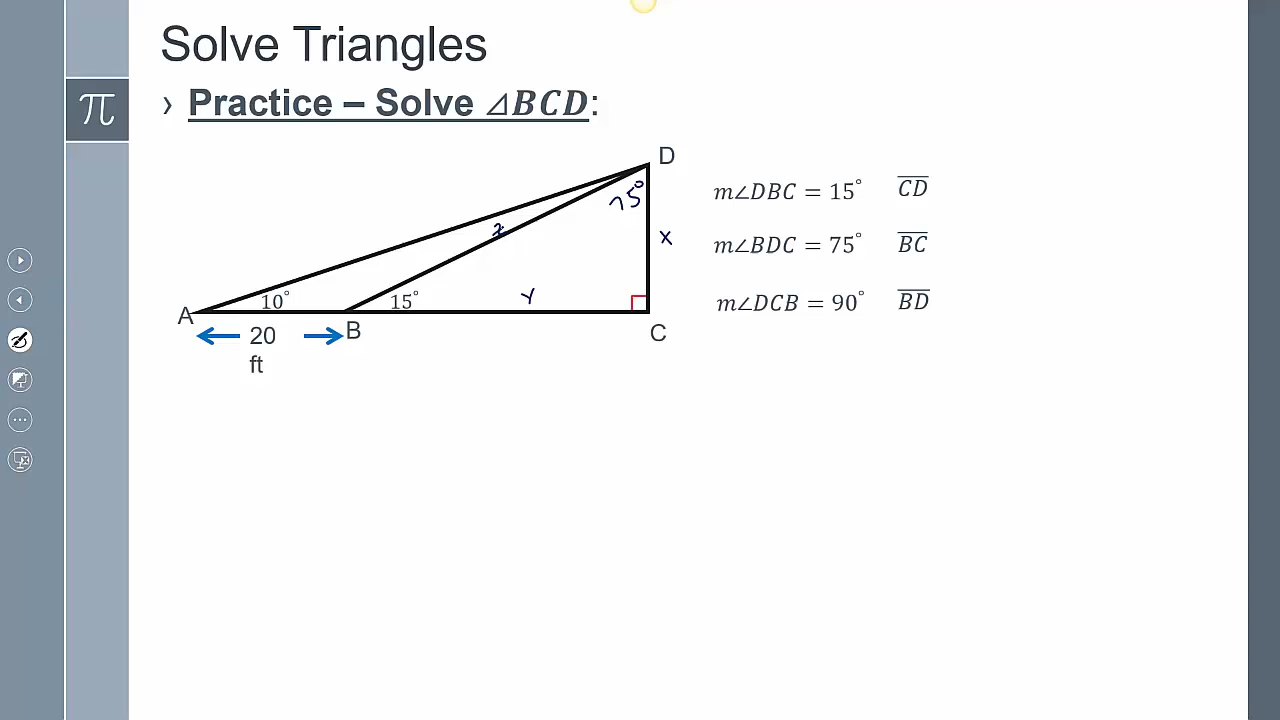 Solve Triangles
π
› Practice – Solve ⊿BCD:
D
75°
m∠DBC = 15° CD
x
z
m∠BDC = 75° BC
10° 15° Y
m∠DCB = 90° BD
A B C
20
ft